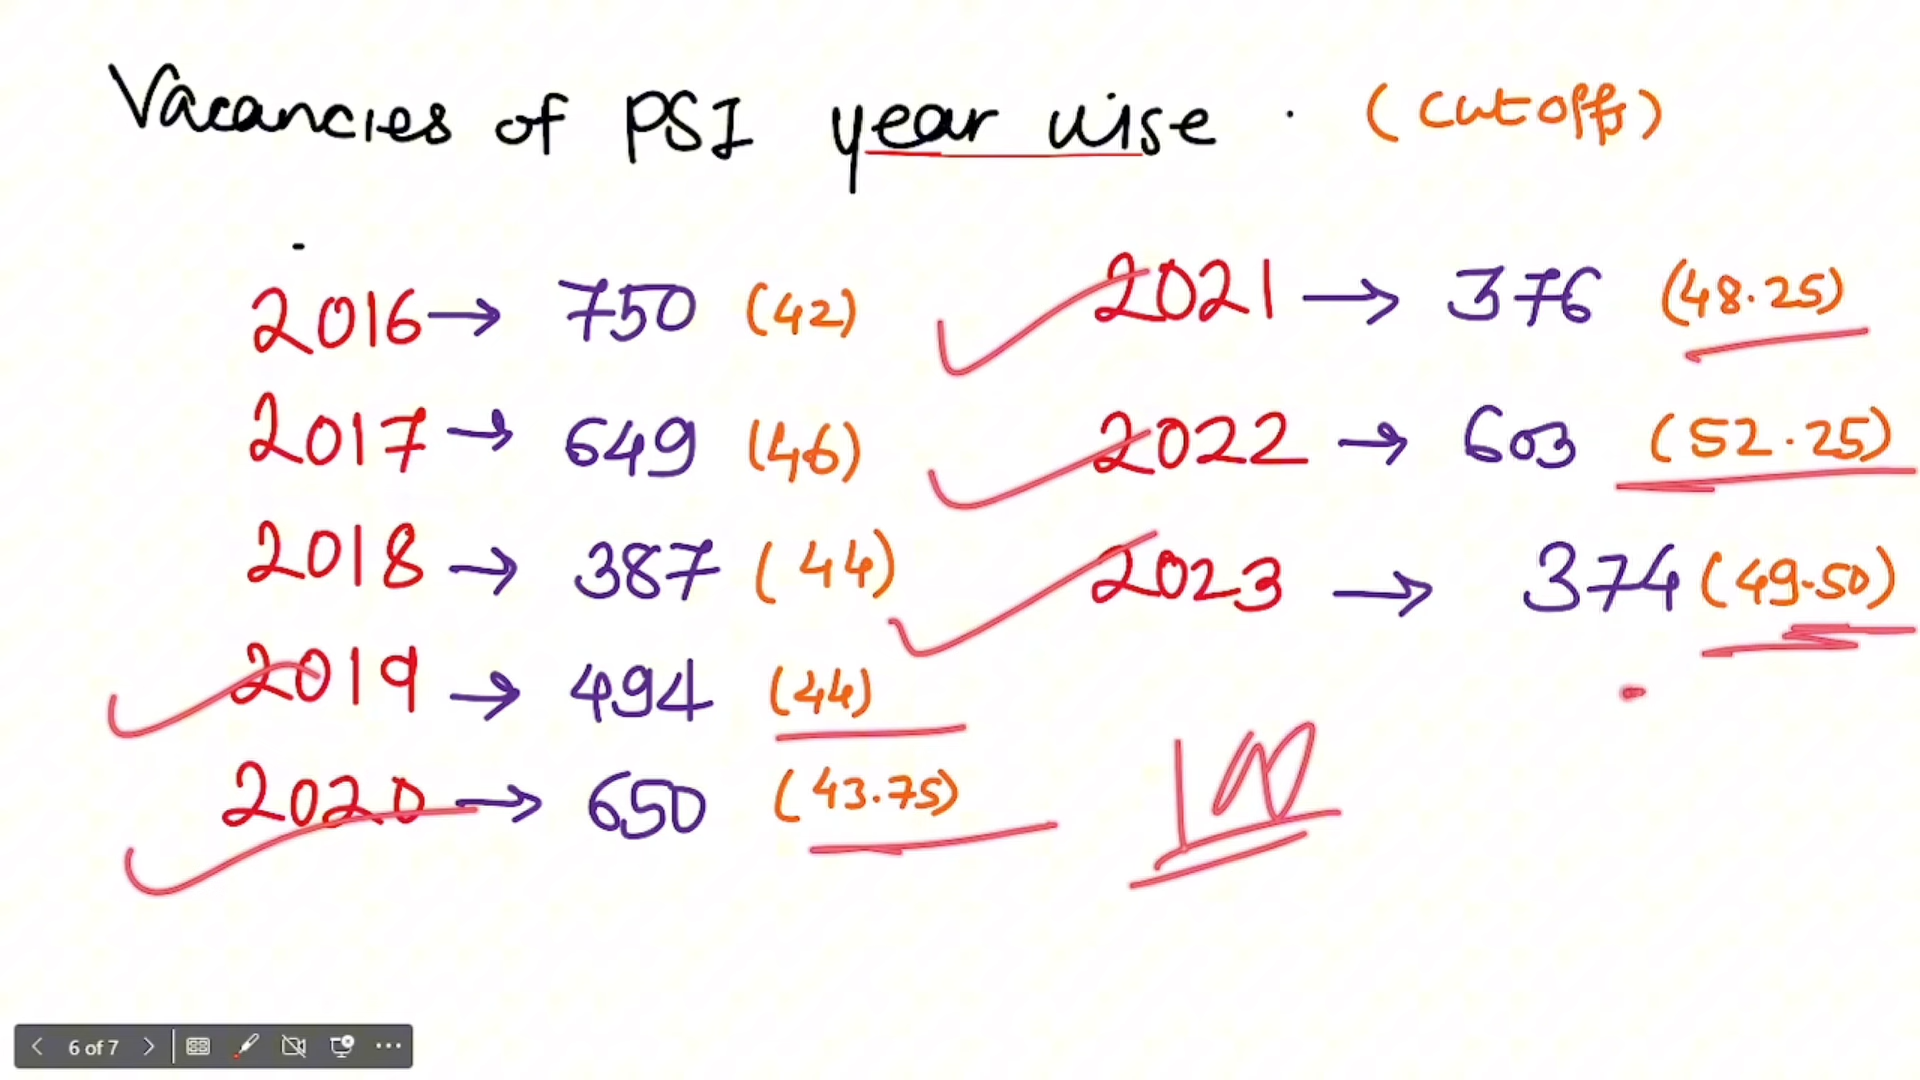 Vacancies of PSI year wise. (cutoffs)
2016→ 750 (42)
2017→ 649 (46)
2018→ 387 (44)
2019→ 494 (44)
2020→ 650 (43.75)
2021→ 376 (48.25)
2022→ 603 (52.25)
2023→ 374 (49.50)
100
6 of 7